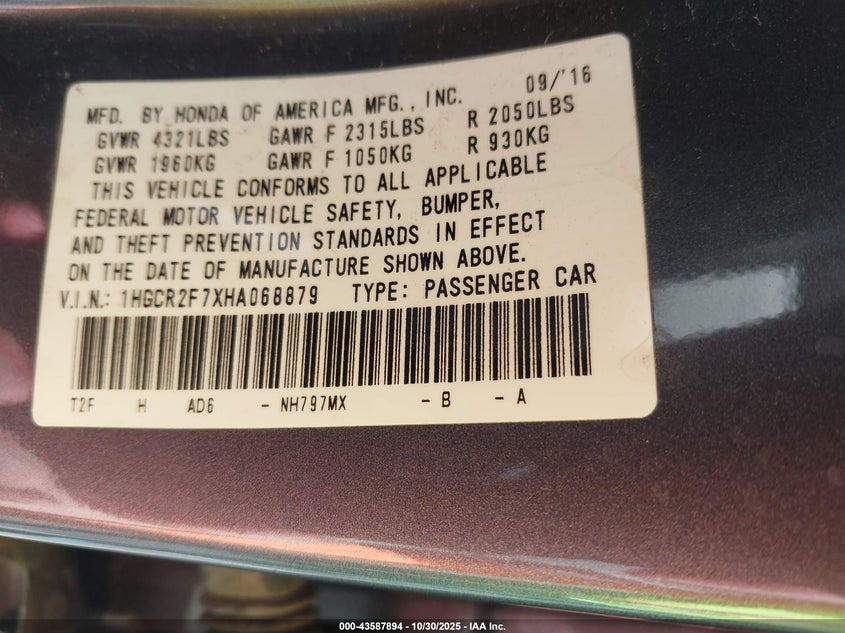 MFD. BY HONDA OF AMERICA MFG., INC. 09/'16
GVWR 4321LBS GAWR F 2315LBS R 2050LBS
GVWR 1960KG GAWR F 1050KG R 930KG
THIS VEHICLE CONFORMS TO ALL APPLICABLE
FEDERAL MOTOR VEHICLE SAFETY, BUMPER,
AND THEFT PREVENTION STANDARDS IN EFFECT
ON THE DATE OF MANUFACTURE SHOWN ABOVE.
V.I.N.: 1HGCR2F7XHA068879 TYPE: PASSENGER CAR
T2F H AD6 - NH797MX - B - A
000-43587894 - 10/30/2025 - IAA Inc.